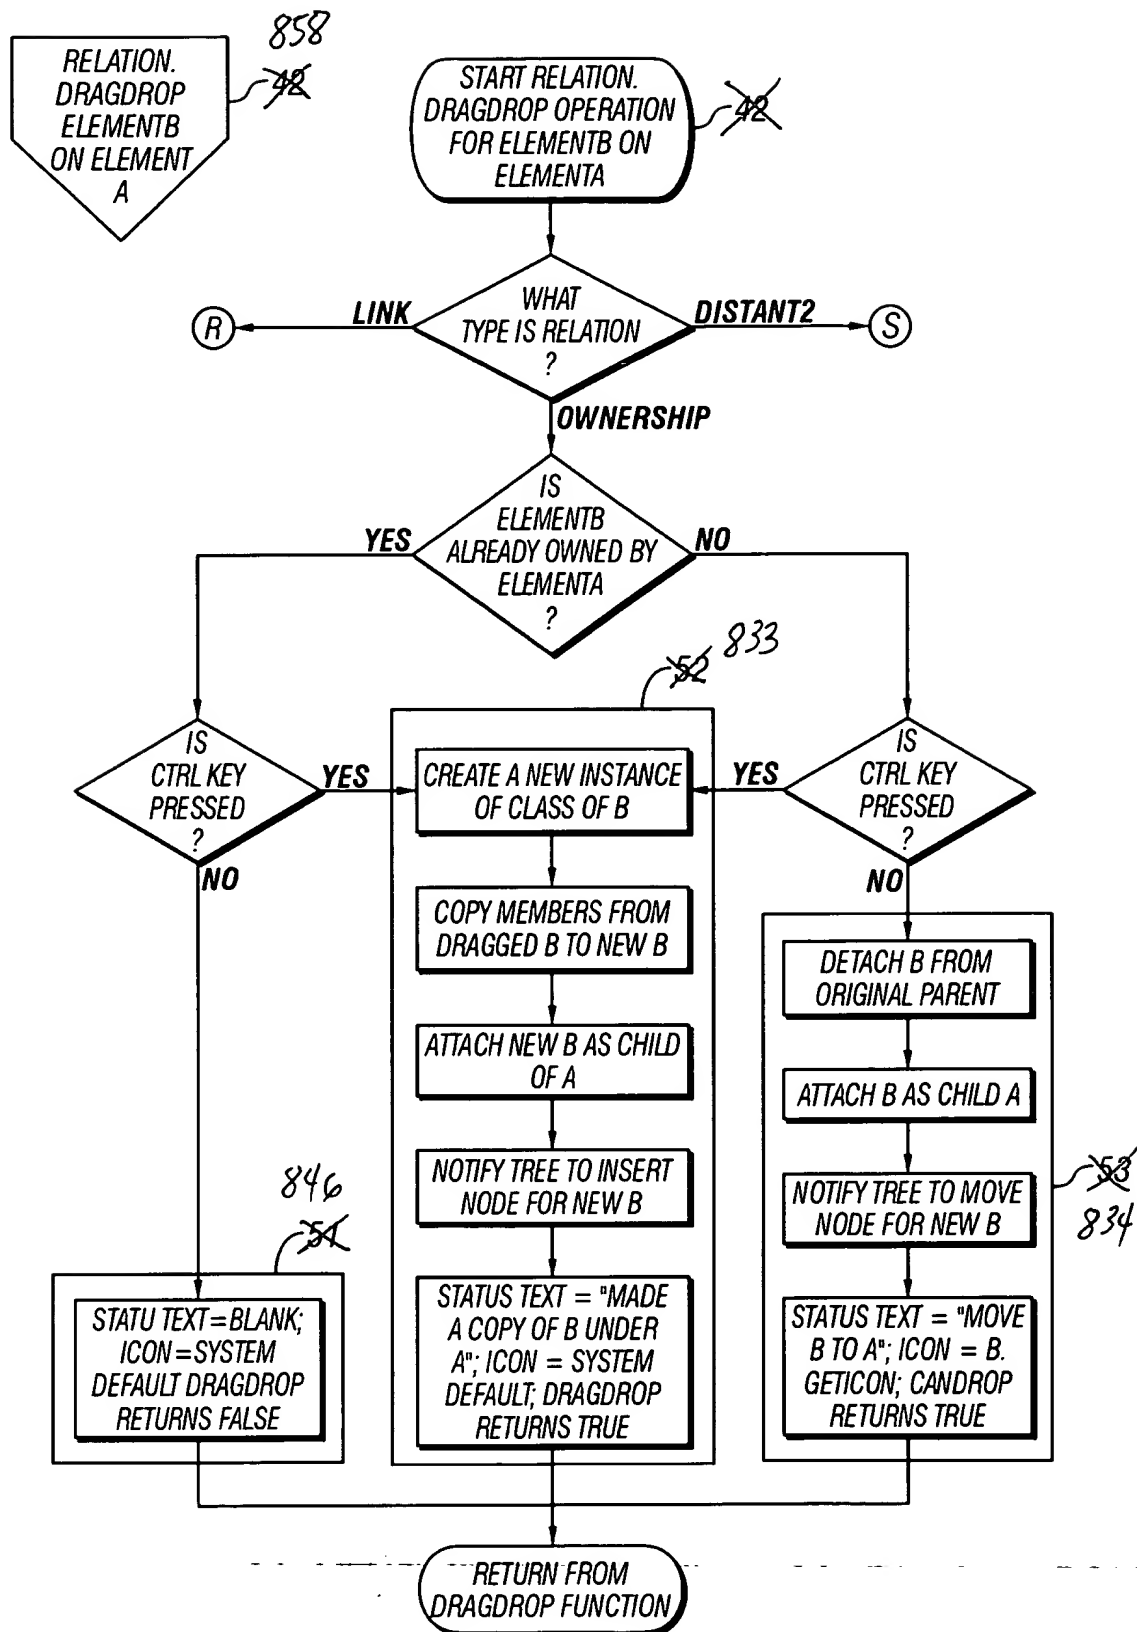 858
RELATION.
DRAGDROP
ELEMENTB
ON ELEMENT
A
42
START RELATION.
DRAGDROP OPERATION
FOR ELEMENTB ON
ELEMENTA
42
WHAT
TYPE IS RELATION
?
LINK
R
DISTANT2
S
OWNERSHIP
IS
ELEMENTB
ALREADY OWNED BY
ELEMENTA
?
YES
NO
52 833
IS
CTRL KEY
PRESSED
?
YES
NO
CREATE A NEW INSTANCE
OF CLASS OF B
YES
IS
CTRL KEY
PRESSED
?
NO
COPY MEMBERS FROM
DRAGGED B TO NEW B
ATTACH NEW B AS CHILD
OF A
NOTIFY TREE TO INSERT
NODE FOR NEW B
STATUS TEXT = "MADE
A COPY OF B UNDER
A"; ICON = SYSTEM
DEFAULT; DRAGDROP
RETURNS TRUE
DETACH B FROM
ORIGINAL PARENT
ATTACH B AS CHILD A
NOTIFY TREE TO MOVE
NODE FOR NEW B
53
834
STATUS TEXT = "MOVE
B TO A"; ICON = B.
GETICON; CANDROP
RETURNS TRUE
846
51
STATU TEXT=BLANK;
ICON=SYSTEM
DEFAULT DRAGDROP
RETURNS FALSE
RETURN FROM
DRAGDROP FUNCTION